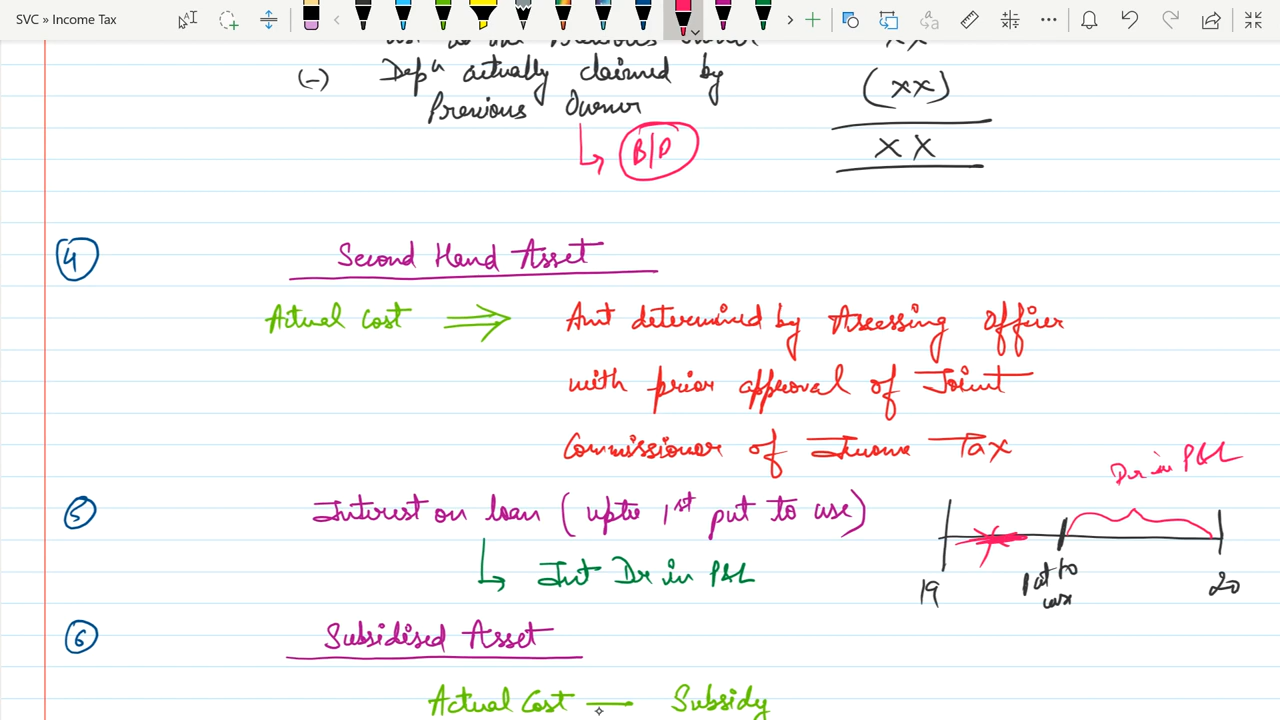 SVC » Income Tax
(-) Depⁿ actually claimed by (xx)
Previous Owner
B/P
XX
④ Second Hand Asset
Actual Cost ⇒ Amt determined by Assessing Officer
with prior approval of Joint
Commissioner of Income Tax
Dr in P&L
⑤ Interest on loan (upto 1st put to use)
Int Dr in P&L
19 put to use 20
⑥ Subsidised Asset
Actual Cost — Subsidy